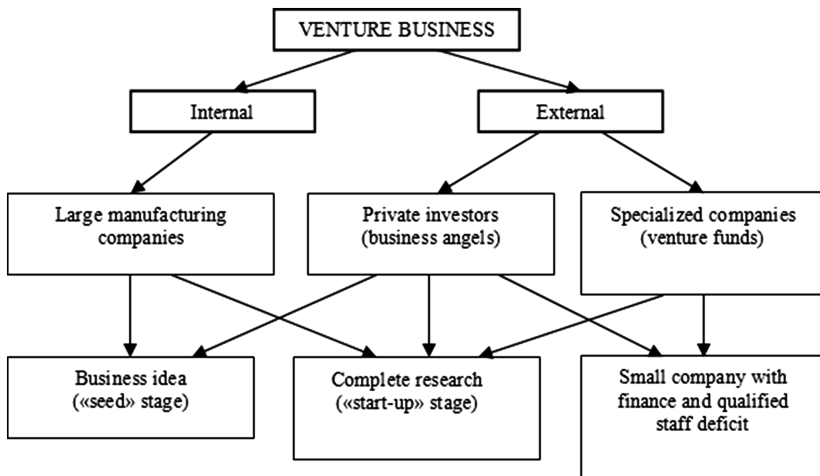 VENTURE BUSINESS
Internal
External
Large manufacturing
companies
Private investors
(business angels)
Specialized companies
(venture funds)
Business idea
(«seed» stage)
Complete research
(«start-up» stage)
Small company with
finance and qualified
staff deficit